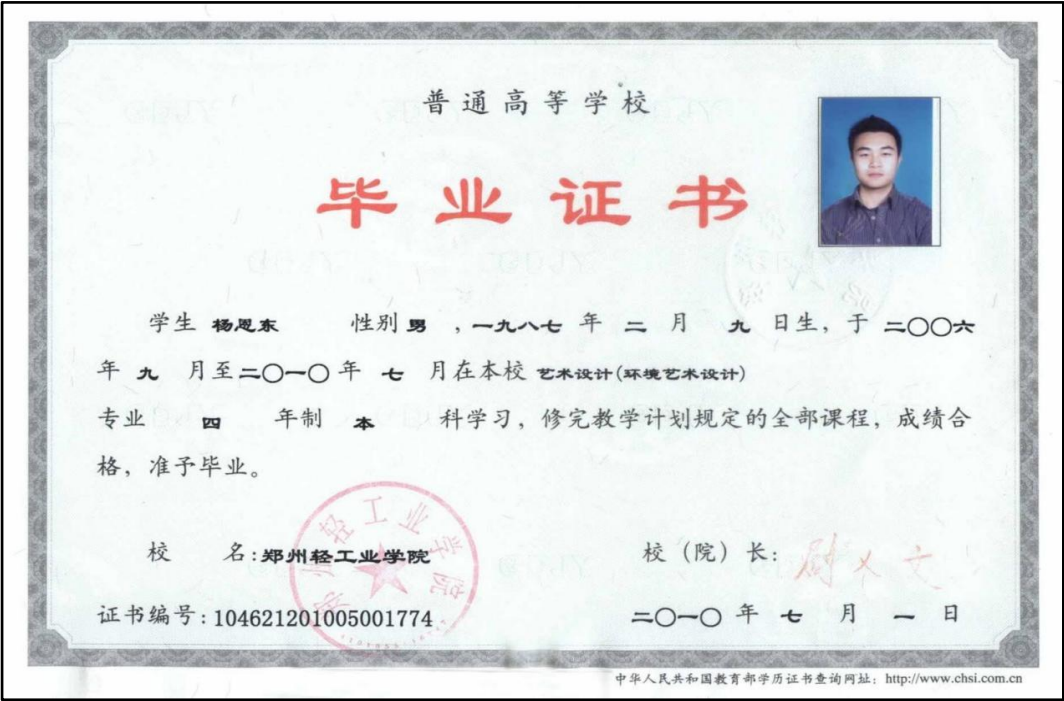 普通高等学校
毕业证书
学生 杨恩东 性别 男 ，一九八七 年 二 月 九 日生，于 二〇〇六
年 九 月至二〇一〇 年 七 月在本校 艺术设计(环境艺术设计)
专业 四 年制 本 科学习，修完教学计划规定的全部课程，成绩合
格，准予毕业。
郑州轻工业学院
校 名:郑州轻工业学院 校（院）长:
证书编号:104621201005001774 二〇一〇 年 七 月 一 日
中华人民共和国教育部学历证书查询网址：http://www.chsi.com.cn